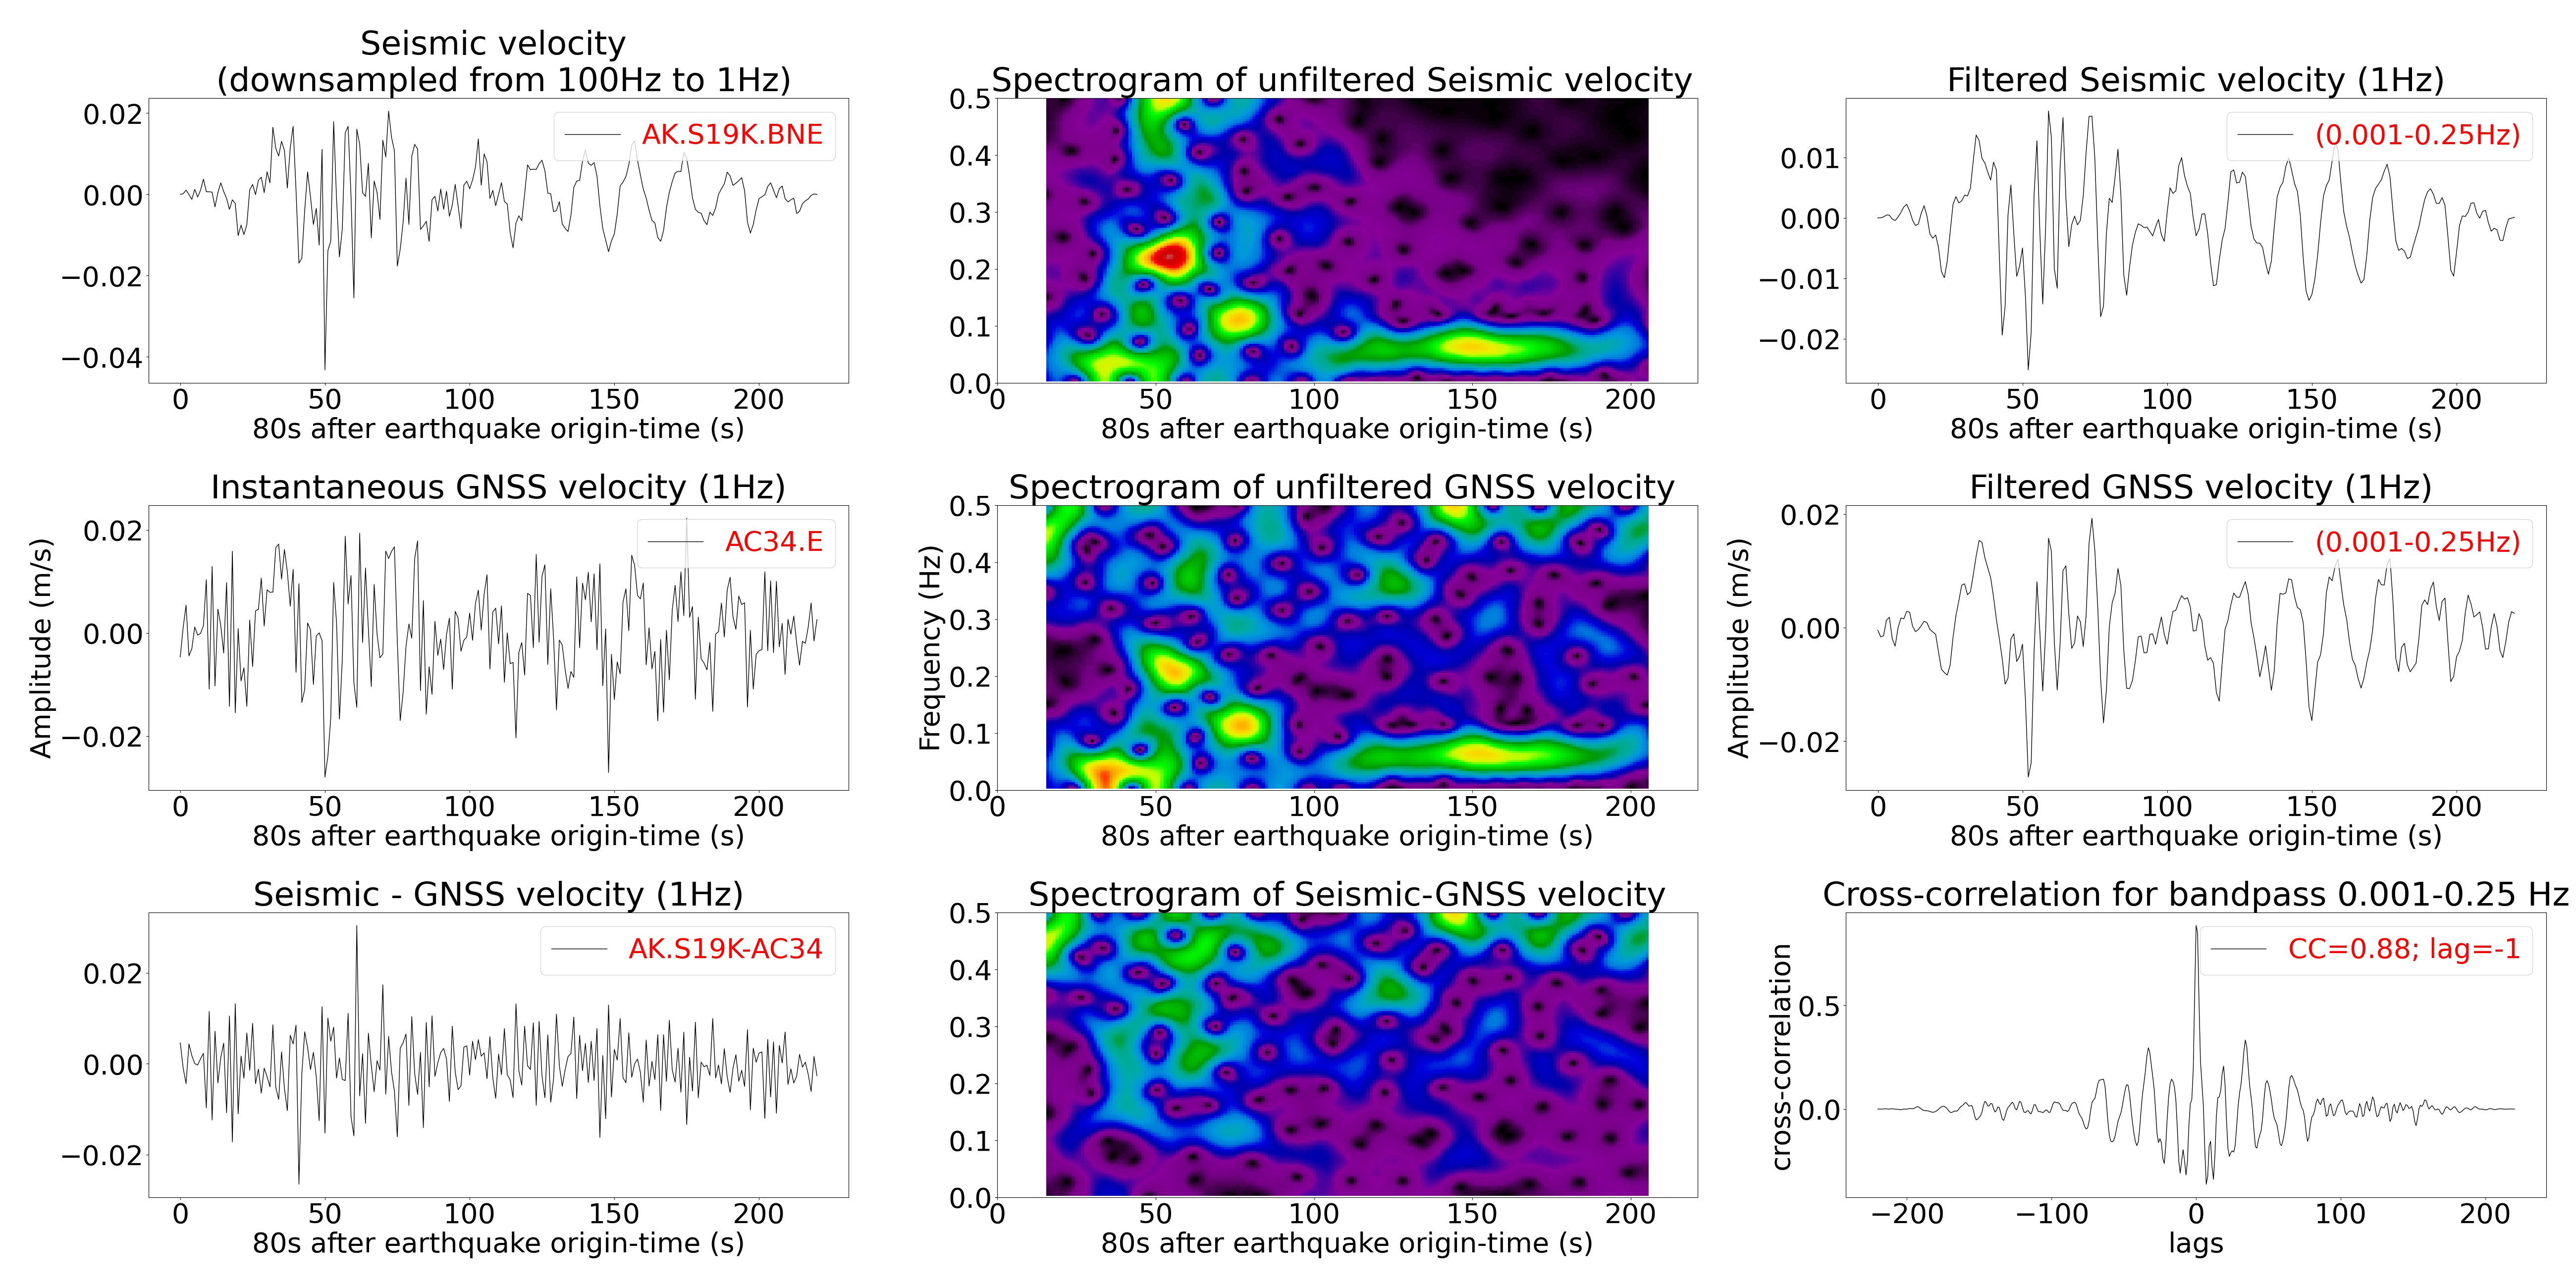 Seismic velocity
(downsampled from 100Hz to 1Hz)
AK.S19K.BNE
0.02
0.00
−0.02
−0.04
0 50 100 150 200
80s after earthquake origin-time (s)
Spectrogram of unfiltered Seismic velocity
0.5
0.4
0.3
0.2
0.1
0.0
0 50 100 150 200
80s after earthquake origin-time (s)
Filtered Seismic velocity (1Hz)
(0.001-0.25Hz)
0.01
0.00
−0.01
−0.02
0 50 100 150 200
80s after earthquake origin-time (s)
Instantaneous GNSS velocity (1Hz)
AC34.E
Amplitude (m/s)
0.02
0.00
−0.02
0 50 100 150 200
80s after earthquake origin-time (s)
Spectrogram of unfiltered GNSS velocity
Frequency (Hz)
0.5
0.4
0.3
0.2
0.1
0.0
0 50 100 150 200
80s after earthquake origin-time (s)
Filtered GNSS velocity (1Hz)
(0.001-0.25Hz)
Amplitude (m/s)
0.02
0.00
−0.02
0 50 100 150 200
80s after earthquake origin-time (s)
Seismic - GNSS velocity (1Hz)
AK.S19K-AC34
0.02
0.00
−0.02
0 50 100 150 200
80s after earthquake origin-time (s)
Spectrogram of Seismic-GNSS velocity
0.5
0.4
0.3
0.2
0.1
0.0
0 50 100 150 200
80s after earthquake origin-time (s)
Cross-correlation for bandpass 0.001-0.25 Hz
CC=0.88; lag=-1
cross-correlation
0.5
0.0
−200 −100 0 100 200
lags